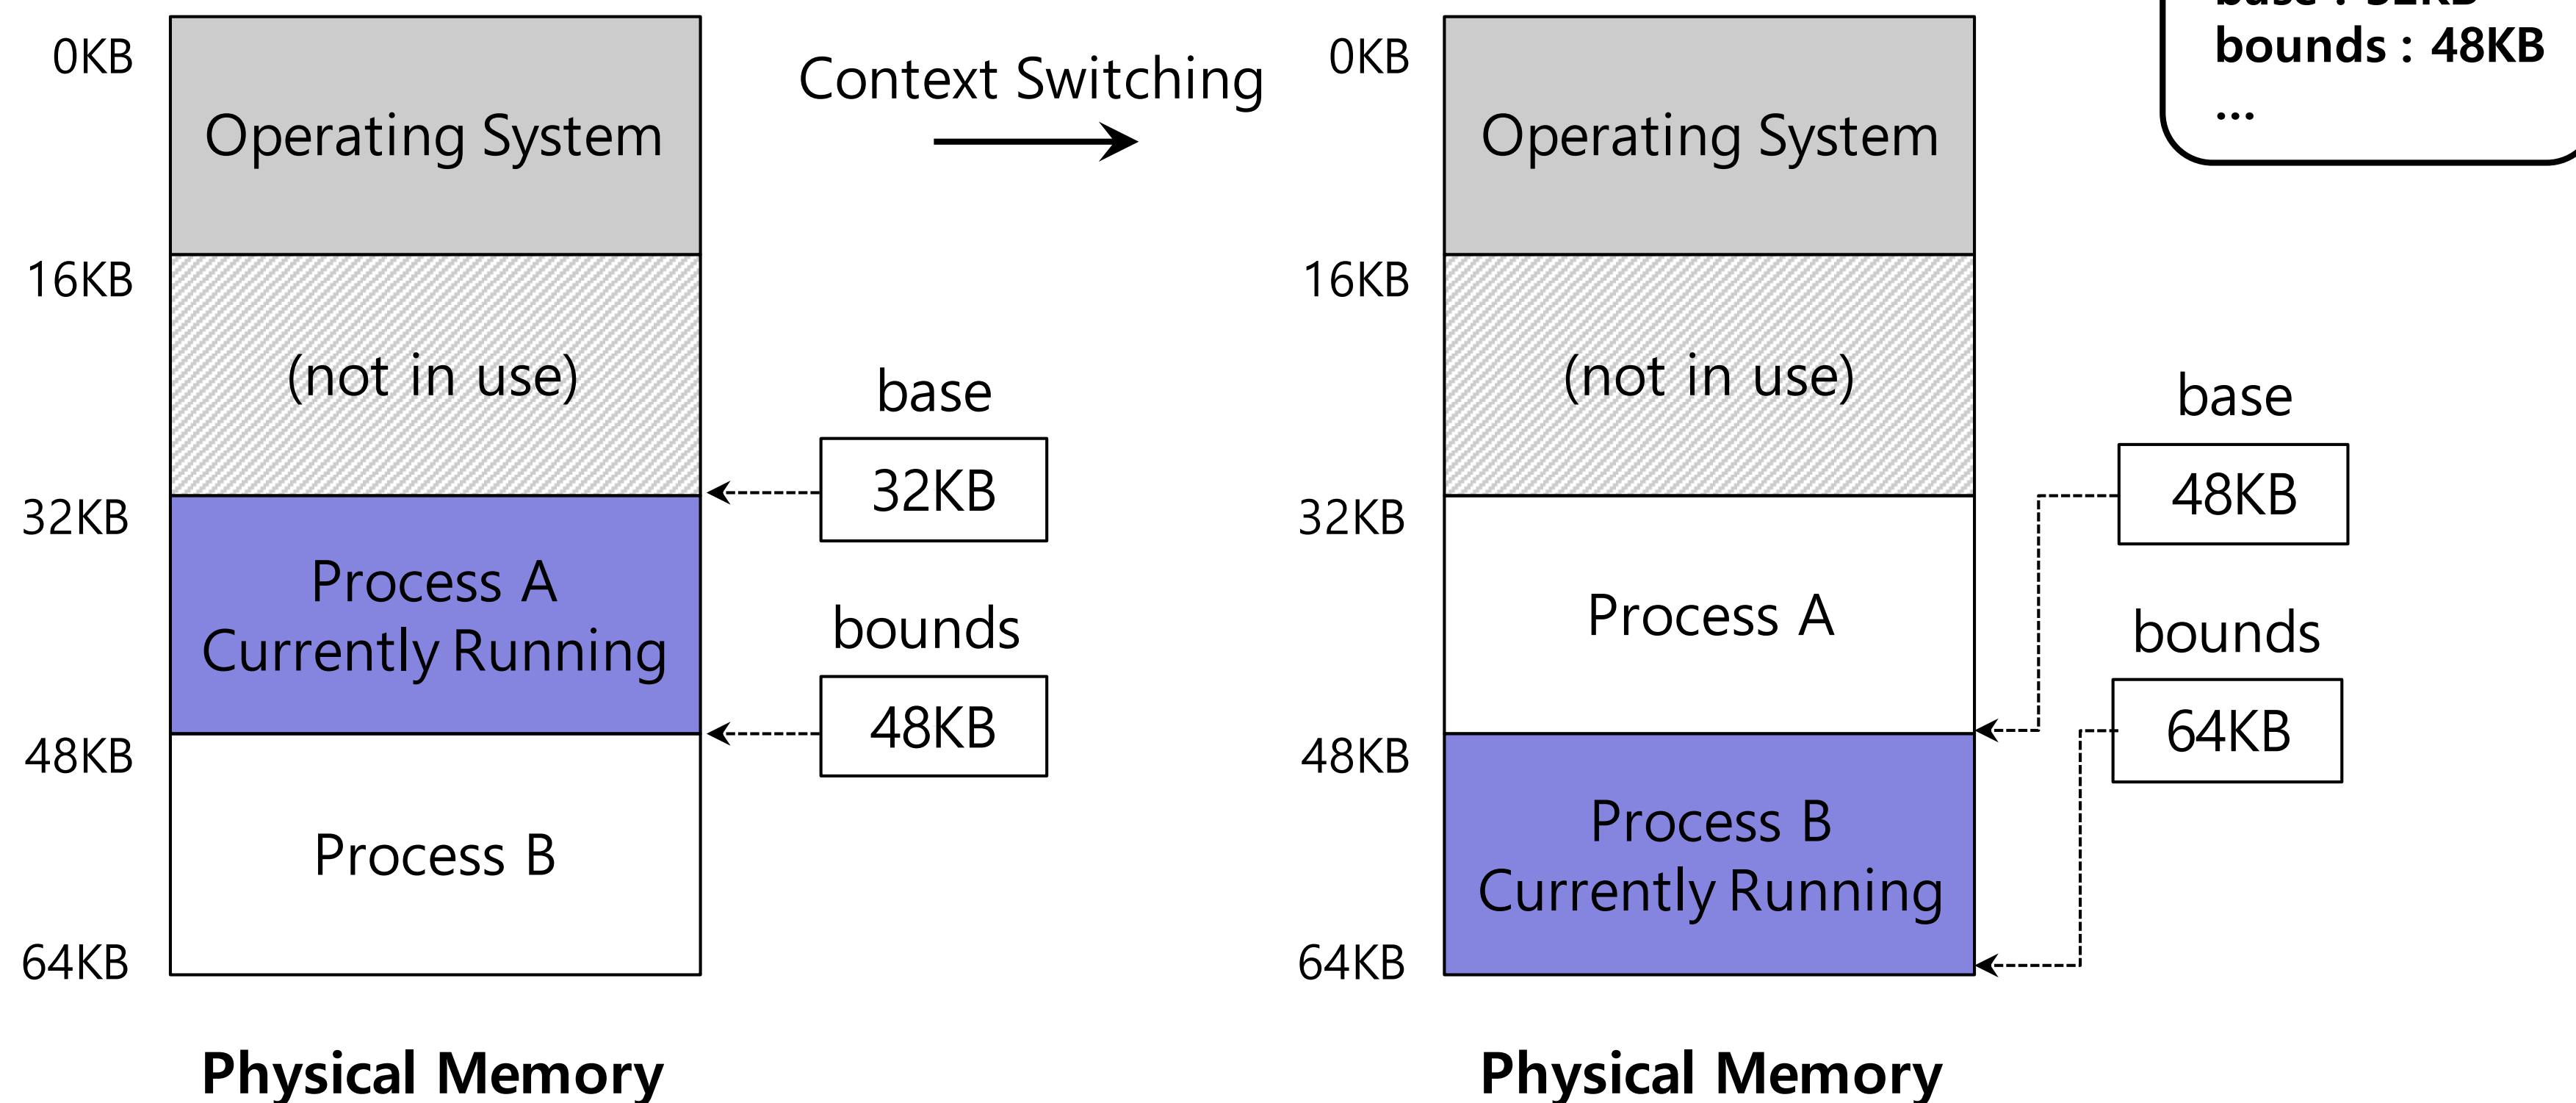 0KB
Operating System
16KB
(not in use)
32KB
Process A
Currently Running
48KB
Process B
64KB
Physical Memory
base
32KB
bounds
48KB
Context Switching
0KB
Operating System
16KB
(not in use)
32KB
Process A
48KB
Process B
Currently Running
64KB
Physical Memory
base
48KB
bounds
64KB
bounds : 48KB
...